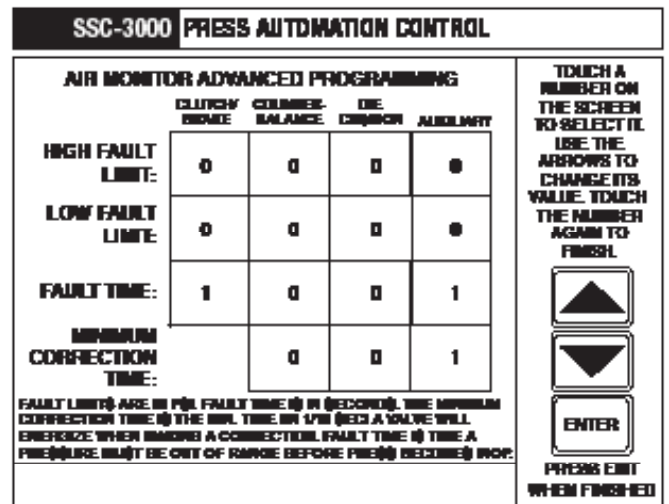 SSC-3000 PRESS AUTOMATION CONTROL
AIR MONITOR ADVANCED PROGRAMMING
CLUTCH/ COUNTER- DIE
BRAKE BALANCE CUSHION AUXILIARY
HIGH FAULT
LIMIT:
0 0 0 0
LOW FAULT
LIMIT:
0 0 0 0
FAULT TIME: 1 0 0 1
MINIMUM
CORRECTION
TIME:
0 0 1
FAULT LIMITS ARE IN PSI. FAULT TIME IS IN SECONDS. THE MINIMUM
CORRECTION TIME IS THE MIN. TIME (IN 1/10 SEC) A VALVE WILL
ENERGIZE WHEN MAKING A CORRECTION. FAULT TIME IS TIME A
PRESSURE MUST BE OUT OF RANGE BEFORE PRESS BECOMES INOP.
TOUCH A
NUMBER ON
THE SCREEN
TO SELECT IT.
USE THE
ARROWS TO
CHANGE ITS
VALUE. TOUCH
THE NUMBER
AGAIN TO
FINISH.
ENTER
PRESS EXIT
WHEN FINISHED